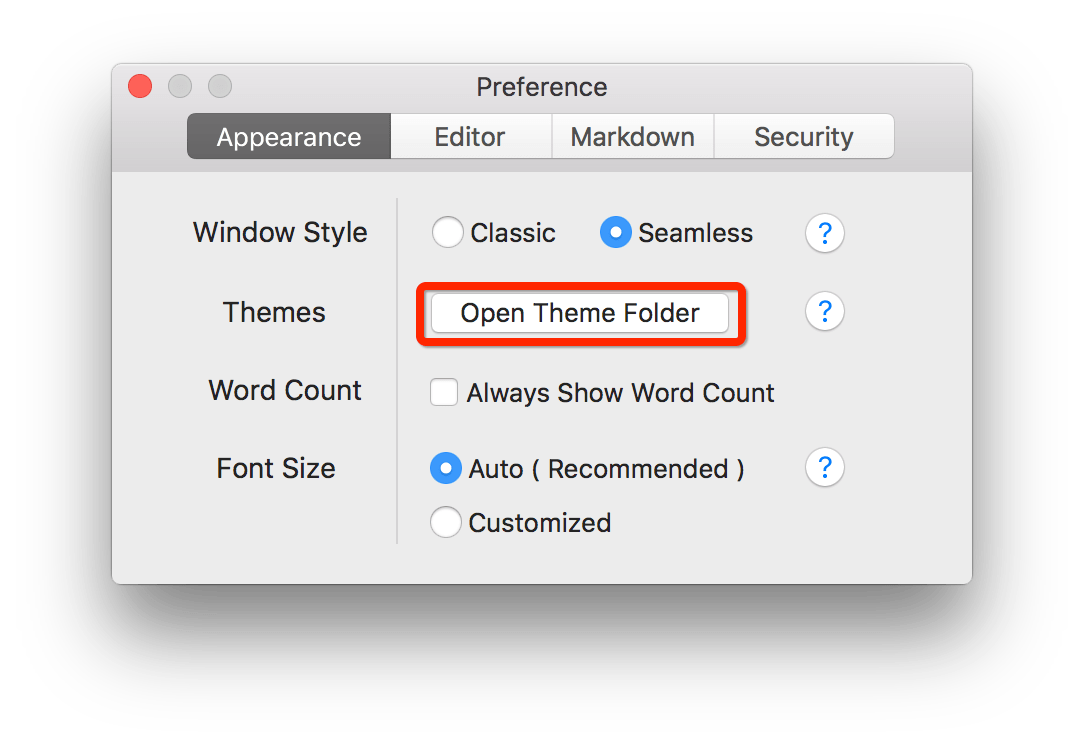 Preference
Appearance Editor Markdown Security
Window Style Classic Seamless ?
Themes Open Theme Folder ?
Word Count Always Show Word Count
Font Size Auto ( Recommended ) ?
Customized